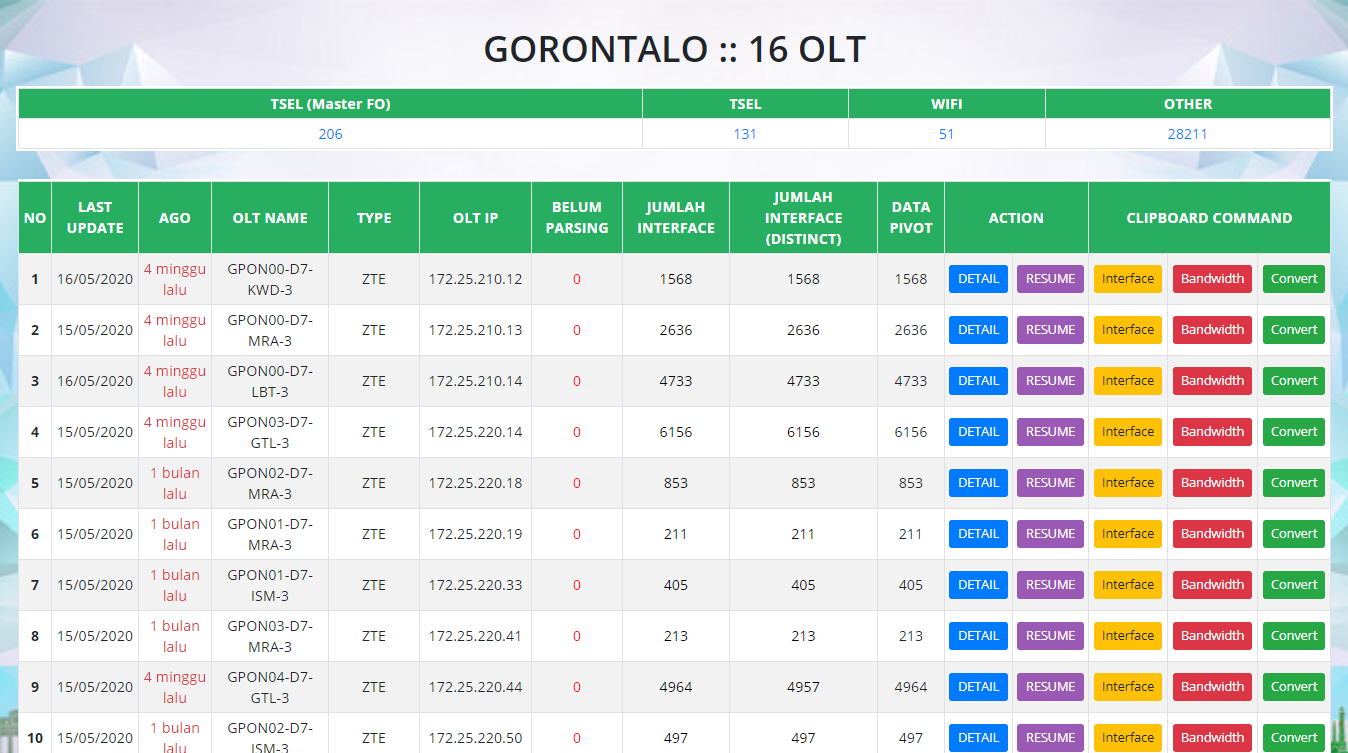 GORONTALO :: 16 OLT
TSEL (Master FO) TSEL WIFI OTHER
206 131 51 28211
NO LAST UPDATE AGO OLT NAME TYPE OLT IP BELUM PARSING JUMLAH INTERFACE JUMLAH INTERFACE (DISTINCT) DATA PIVOT ACTION CLIPBOARD COMMAND
1 16/05/2020 4 minggu lalu GPON00-D7-KWD-3 ZTE 172.25.210.12 0 1568 1568 1568 DETAIL RESUME Interface Bandwidth Convert
2 15/05/2020 4 minggu lalu GPON00-D7-MRA-3 ZTE 172.25.210.13 0 2636 2636 2636 DETAIL RESUME Interface Bandwidth Convert
3 16/05/2020 4 minggu lalu GPON00-D7-LBT-3 ZTE 172.25.210.14 0 4733 4733 4733 DETAIL RESUME Interface Bandwidth Convert
4 15/05/2020 4 minggu lalu GPON03-D7-GTL-3 ZTE 172.25.220.14 0 6156 6156 6156 DETAIL RESUME Interface Bandwidth Convert
5 15/05/2020 1 bulan lalu GPON02-D7-MRA-3 ZTE 172.25.220.18 0 853 853 853 DETAIL RESUME Interface Bandwidth Convert
6 15/05/2020 1 bulan lalu GPON01-D7-MRA-3 ZTE 172.25.220.19 0 211 211 211 DETAIL RESUME Interface Bandwidth Convert
7 15/05/2020 1 bulan lalu GPON01-D7-ISM-3 ZTE 172.25.220.33 0 405 405 405 DETAIL RESUME Interface Bandwidth Convert
8 15/05/2020 1 bulan lalu GPON03-D7-MRA-3 ZTE 172.25.220.41 0 213 213 213 DETAIL RESUME Interface Bandwidth Convert
9 15/05/2020 4 minggu lalu GPON04-D7-GTL-3 ZTE 172.25.220.44 0 4964 4957 4964 DETAIL RESUME Interface Bandwidth Convert
10 15/05/2020 1 bulan lalu GPON02-D7-ISM-3 ZTE 172.25.220.50 0 497 497 497 DETAIL RESUME Interface Bandwidth Convert